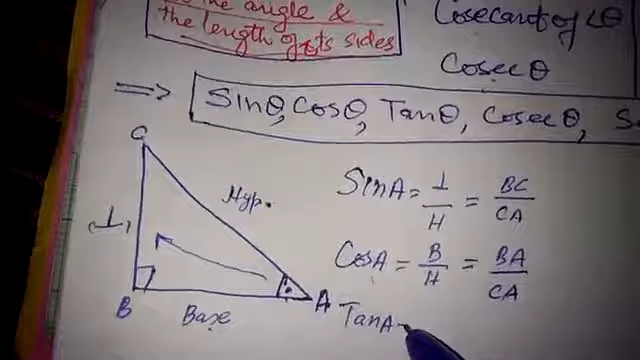 the angle &
the length of its sides
Cosecant of ∠θ
Cosec θ
⇒ Sinθ, Cosθ, Tanθ, Cosecθ, S
C
Hyp.
⊥
B
Base
A
SinA = ⊥/H = BC/CA
CosA = B/H = BA/CA
TanA =